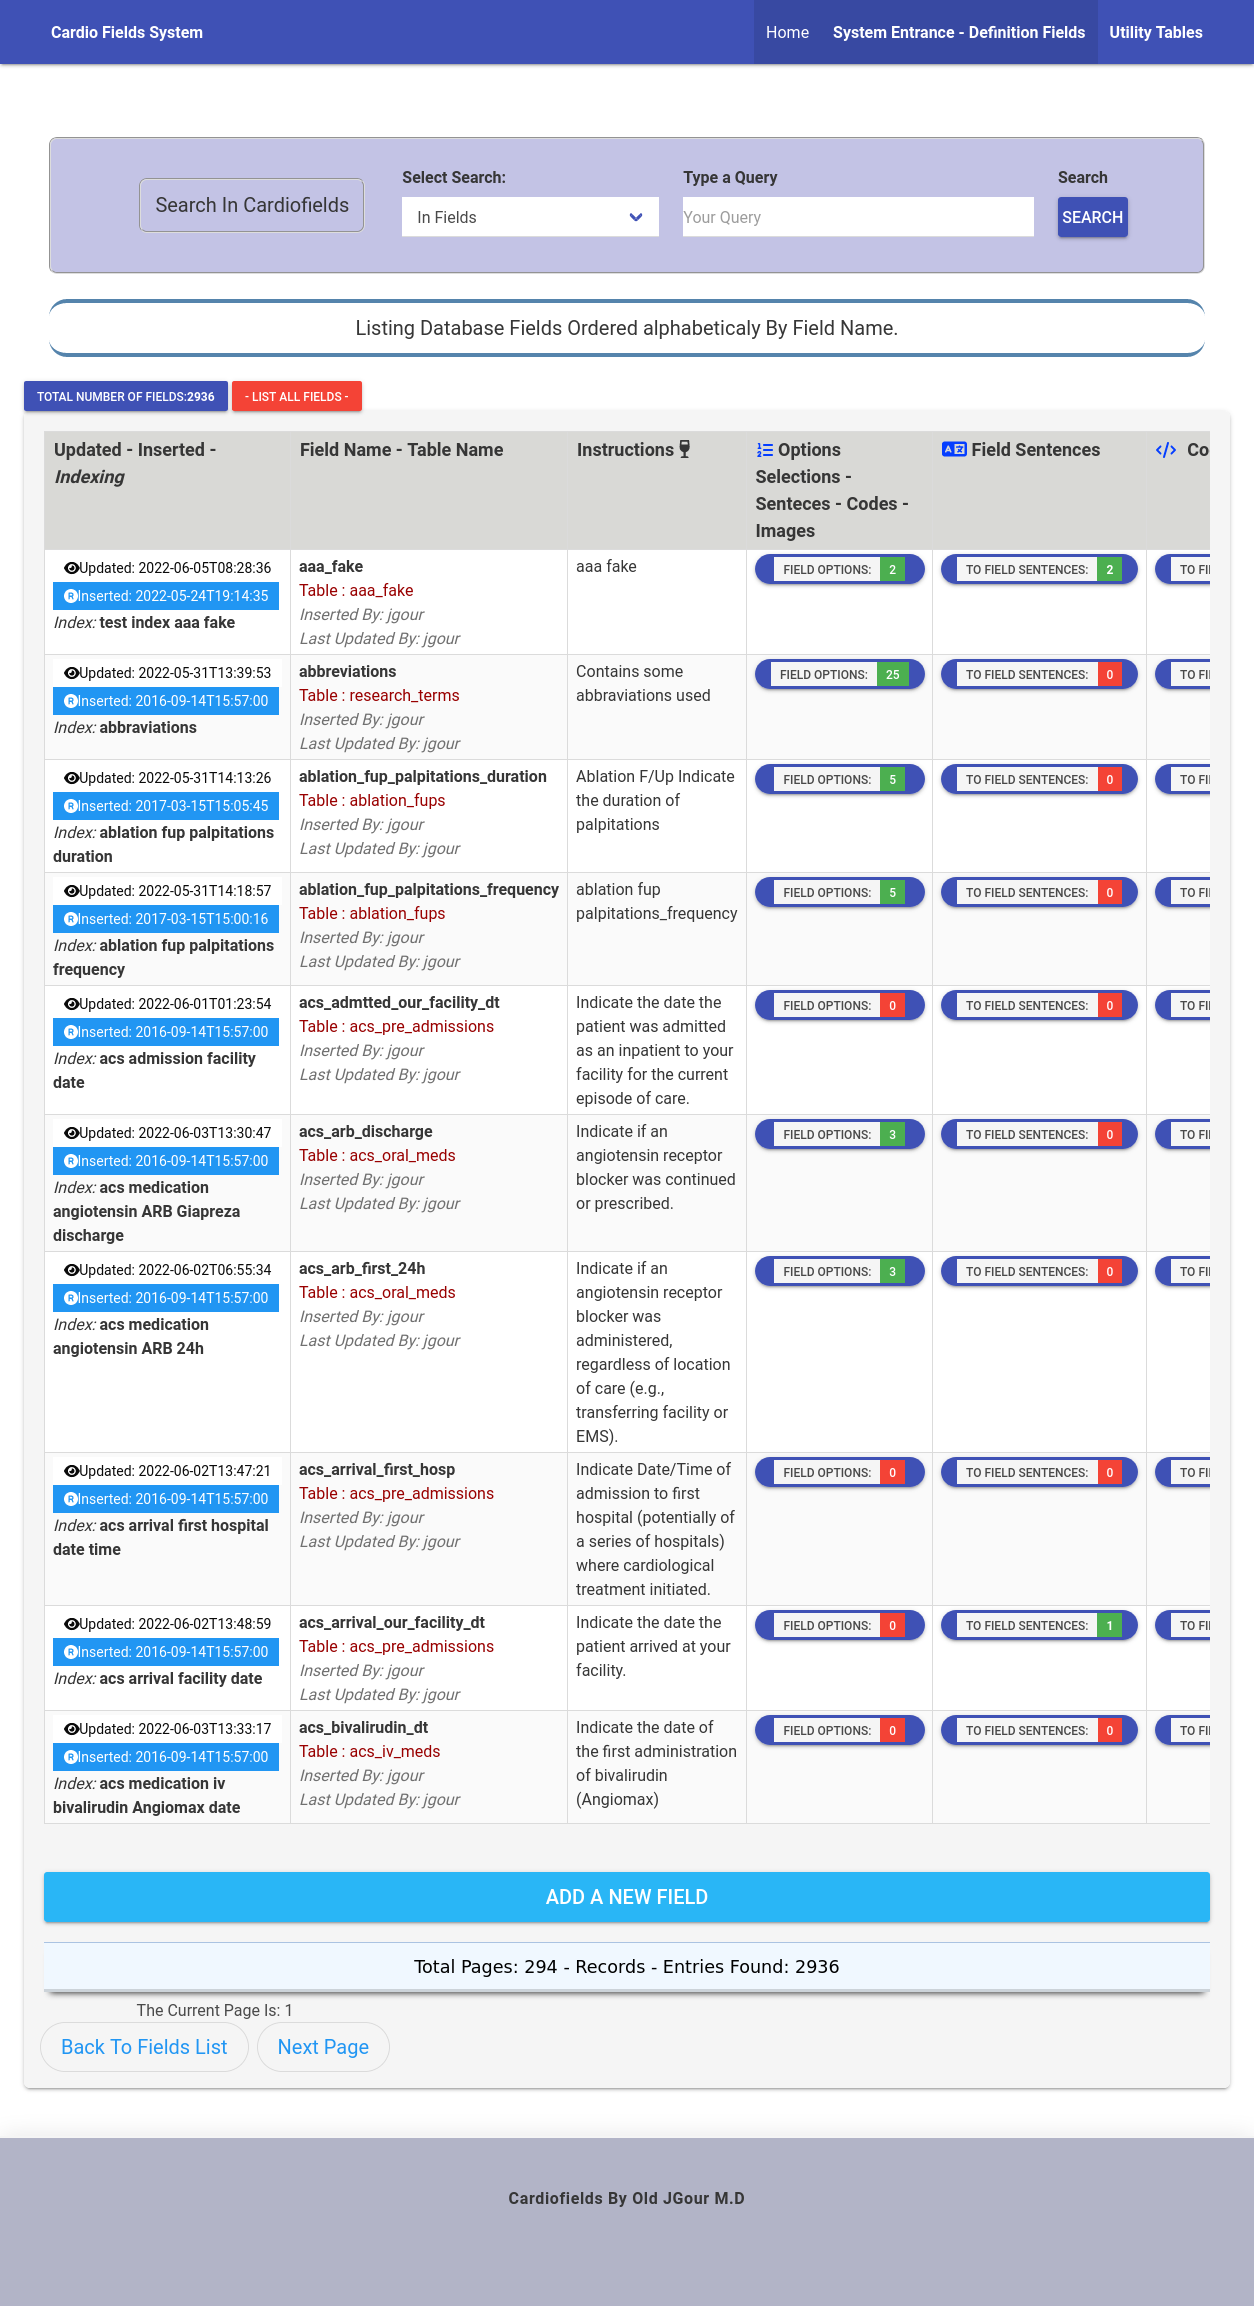 Cardio Fields System
Home
System Entrance - Definition Fields
Utility Tables
Search In Cardiofields
Select Search:
In Fields
Type a Query
Your Query
Search
SEARCH
Listing Database Fields Ordered alphabeticaly By Field Name.
TOTAL NUMBER OF FIELDS:2936
- LIST ALL FIELDS -
Updated - Inserted -
Indexing
Field Name - Table Name
Instructions
Options
Selections -
Senteces - Codes -
Images
Field Sentences
Co
Updated: 2022-06-05T08:28:36
Inserted: 2022-05-24T19:14:35
Index: test index aaa fake
aaa_fake
Table : aaa_fake
Inserted By: jgour
Last Updated By: jgour
aaa fake
FIELD OPTIONS: 2
TO FIELD SENTENCES: 2
TO FI
Updated: 2022-05-31T13:39:53
Inserted: 2016-09-14T15:57:00
Index: abbraviations
abbreviations
Table : research_terms
Inserted By: jgour
Last Updated By: jgour
Contains some
abbraviations used
FIELD OPTIONS: 25
TO FIELD SENTENCES: 0
TO FI
Updated: 2022-05-31T14:13:26
Inserted: 2017-03-15T15:05:45
Index: ablation fup palpitations
duration
ablation_fup_palpitations_duration
Table : ablation_fups
Inserted By: jgour
Last Updated By: jgour
Ablation F/Up Indicate
the duration of
palpitations
FIELD OPTIONS: 5
TO FIELD SENTENCES: 0
TO FI
Updated: 2022-05-31T14:18:57
Inserted: 2017-03-15T15:00:16
Index: ablation fup palpitations
frequency
ablation_fup_palpitations_frequency
Table : ablation_fups
Inserted By: jgour
Last Updated By: jgour
ablation fup
palpitations_frequency
FIELD OPTIONS: 5
TO FIELD SENTENCES: 0
TO FI
Updated: 2022-06-01T01:23:54
Inserted: 2016-09-14T15:57:00
Index: acs admission facility
date
acs_admtted_our_facility_dt
Table : acs_pre_admissions
Inserted By: jgour
Last Updated By: jgour
Indicate the date the
patient was admitted
as an inpatient to your
facility for the current
episode of care.
FIELD OPTIONS: 0
TO FIELD SENTENCES: 0
TO FI
Updated: 2022-06-03T13:30:47
Inserted: 2016-09-14T15:57:00
Index: acs medication
angiotensin ARB Giapreza
discharge
acs_arb_discharge
Table : acs_oral_meds
Inserted By: jgour
Last Updated By: jgour
Indicate if an
angiotensin receptor
blocker was continued
or prescribed.
FIELD OPTIONS: 3
TO FIELD SENTENCES: 0
TO FI
Updated: 2022-06-02T06:55:34
Inserted: 2016-09-14T15:57:00
Index: acs medication
angiotensin ARB 24h
acs_arb_first_24h
Table : acs_oral_meds
Inserted By: jgour
Last Updated By: jgour
Indicate if an
angiotensin receptor
blocker was
administered,
regardless of location
of care (e.g.,
transferring facility or
EMS).
FIELD OPTIONS: 3
TO FIELD SENTENCES: 0
TO FI
Updated: 2022-06-02T13:47:21
Inserted: 2016-09-14T15:57:00
Index: acs arrival first hospital
date time
acs_arrival_first_hosp
Table : acs_pre_admissions
Inserted By: jgour
Last Updated By: jgour
Indicate Date/Time of
admission to first
hospital (potentially of
a series of hospitals)
where cardiological
treatment initiated.
FIELD OPTIONS: 0
TO FIELD SENTENCES: 0
TO FI
Updated: 2022-06-02T13:48:59
Inserted: 2016-09-14T15:57:00
Index: acs arrival facility date
acs_arrival_our_facility_dt
Table : acs_pre_admissions
Inserted By: jgour
Last Updated By: jgour
Indicate the date the
patient arrived at your
facility.
FIELD OPTIONS: 0
TO FIELD SENTENCES: 1
TO FI
Updated: 2022-06-03T13:33:17
Inserted: 2016-09-14T15:57:00
Index: acs medication iv
bivalirudin Angiomax date
acs_bivalirudin_dt
Table : acs_iv_meds
Inserted By: jgour
Last Updated By: jgour
Indicate the date of
the first administration
of bivalirudin
(Angiomax)
FIELD OPTIONS: 0
TO FIELD SENTENCES: 0
TO FI
ADD A NEW FIELD
Total Pages: 294 - Records - Entries Found: 2936
The Current Page Is: 1
Back To Fields List
Next Page
Cardiofields By Old JGour M.D